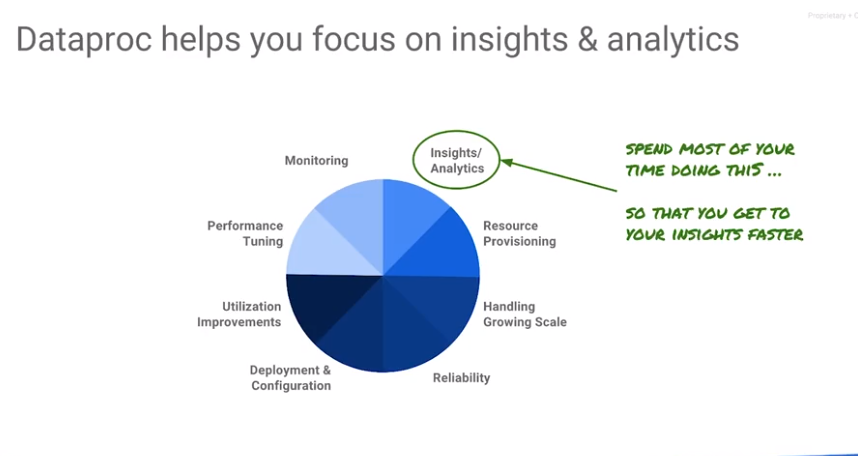 Proprietary +
Dataproc helps you focus on insights & analytics
Monitoring
Insights/
Analytics
SPEND MOST OF YOUR
TIME DOING THIS ...
SO THAT YOU GET TO
YOUR INSIGHTS FASTER
Performance
Tuning
Resource
Provisioning
Utilization
Improvements
Handling
Growing Scale
Deployment &
Configuration
Reliability